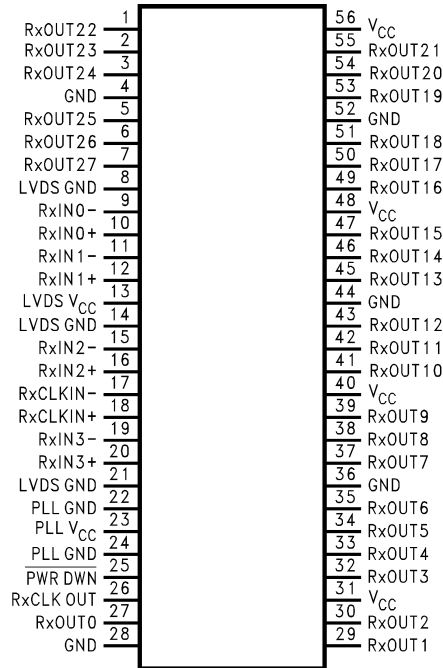 1 56
RxOUT22 VCC
2 55
RxOUT23 RxOUT21
3 54
RxOUT24 RxOUT20
4 53
GND RxOUT19
5 52
RxOUT25 GND
6 51
RxOUT26 RxOUT18
7 50
RxOUT27 RxOUT17
8 49
LVDS GND RxOUT16
9 48
RxIN0- VCC
10 47
RxIN0+ RxOUT15
11 46
RxIN1- RxOUT14
12 45
RxIN1+ RxOUT13
13 44
LVDS VCC GND
14 43
LVDS GND RxOUT12
15 42
RxIN2- RxOUT11
16 41
RxIN2+ RxOUT10
17 40
RxCLKIN- VCC
18 39
RxCLKIN+ RxOUT9
19 38
RxIN3- RxOUT8
20 37
RxIN3+ RxOUT7
21 36
LVDS GND GND
22 35
PLL GND RxOUT6
23 34
PLL VCC RxOUT5
24 33
PLL GND RxOUT4
25 32
PWR DWN RxOUT3
26 31
RxCLK OUT VCC
27 30
RxOUT0 RxOUT2
28 29
GND RxOUT1